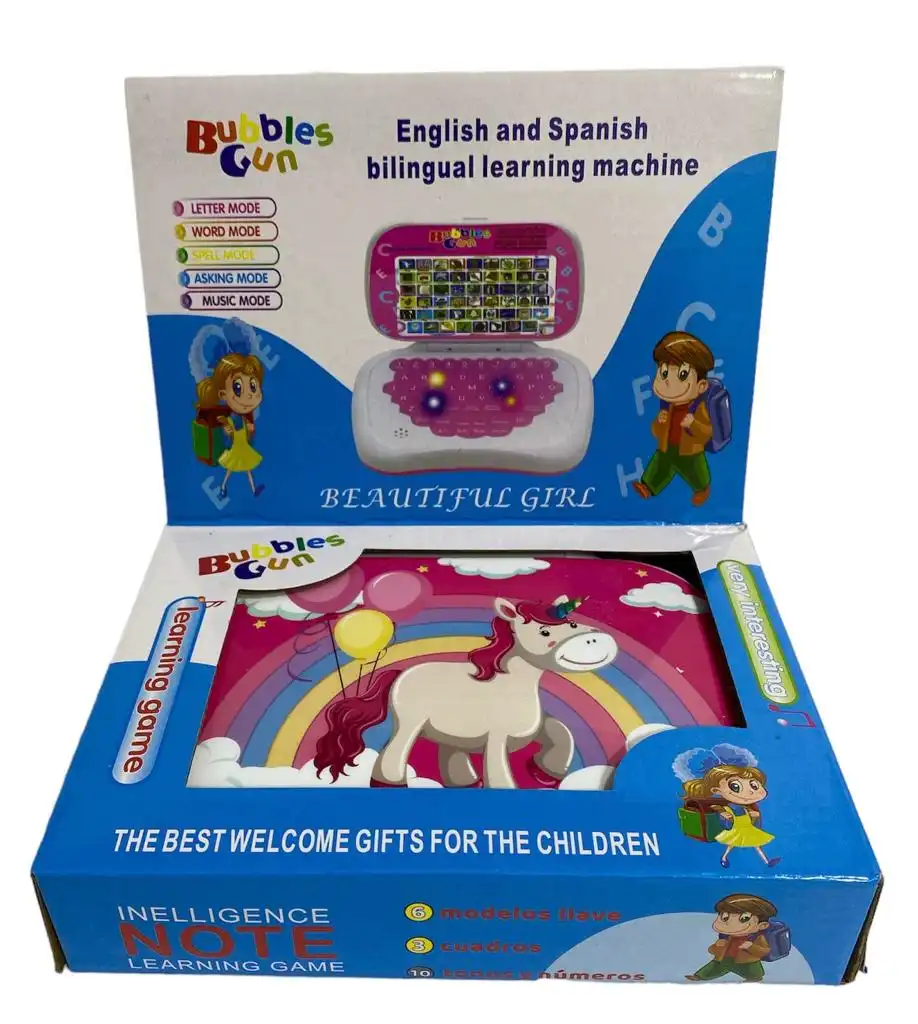 Bubbles
Gun
English and Spanish
bilingual learning machine
LETTER MODE
WORD MODE
SPELL MODE
ASKING MODE
MUSIC MODE
Bubbles
Gun
BEAUTIFUL GIRL
Bubbles
Gun
learning game
very interesting
THE BEST WELCOME GIFTS FOR THE CHILDREN
INELLIGENCE
NOTE
LEARNING GAME
6 modelos llave
3 cuadros
10 y números